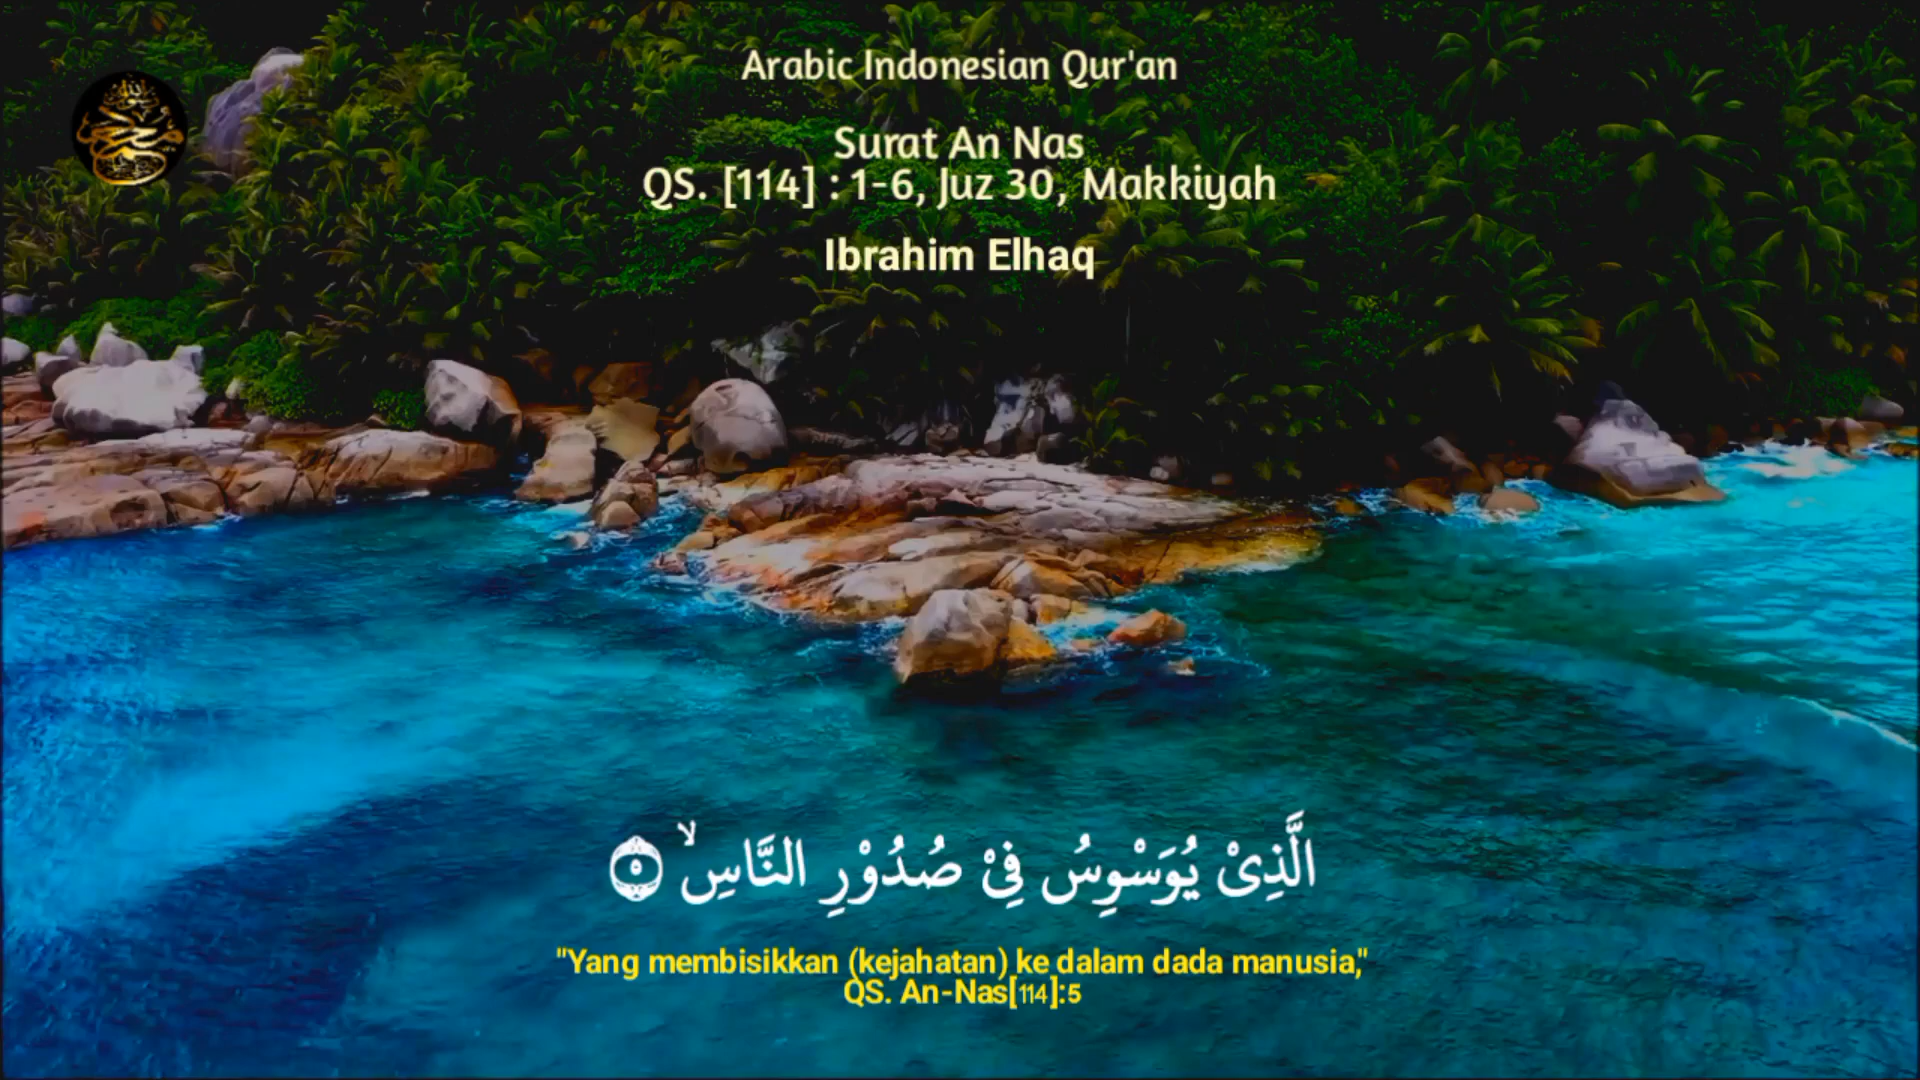 Arabic Indonesian Qur'an
Surat An Nas
QS. [114] : 1-6, Juz 30, Makkiyah
Ibrahim Elhaq
الَّذِىْ يُوَسْوِسُ فِىْ صُدُوْرِ النَّاسِۙ ۝٥
"Yang membisikkan (kejahatan) ke dalam dada manusia,"
QS. An-Nas[114]:5